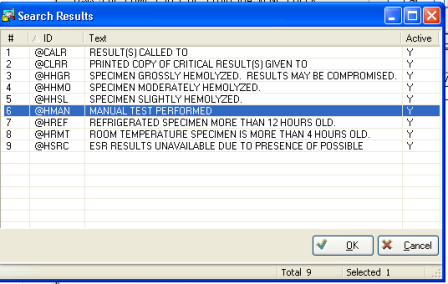 Search Results
# / ID Text Active
1 @CALR RESULT(S) CALLED TO Y
2 @CLRR PRINTED COPY OF CRITICAL RESULT(S) GIVEN TO Y
3 @HHGR SPECIMEN GROSSLY HEMOLYZED. RESULTS MAY BE COMPROMISED. Y
4 @HHMO SPECIMEN MODERATELY HEMOLYZED. Y
5 @HHSL SPECIMEN SLIGHTLY HEMOLYZED. Y
6 @HMAN MANUAL TEST PERFORMED Y
7 @HREF REFRIGERATED SPECIMEN MORE THAN 12 HOURS OLD. Y
8 @HRMT ROOM TEMPERATURE SPECIMEN IS MORE THAN 4 HOURS OLD. Y
9 @HSRC ESR RESULTS UNAVAILABLE DUE TO PRESENCE OF POSSIBLE Y
OK Cancel
Total 9 Selected 1